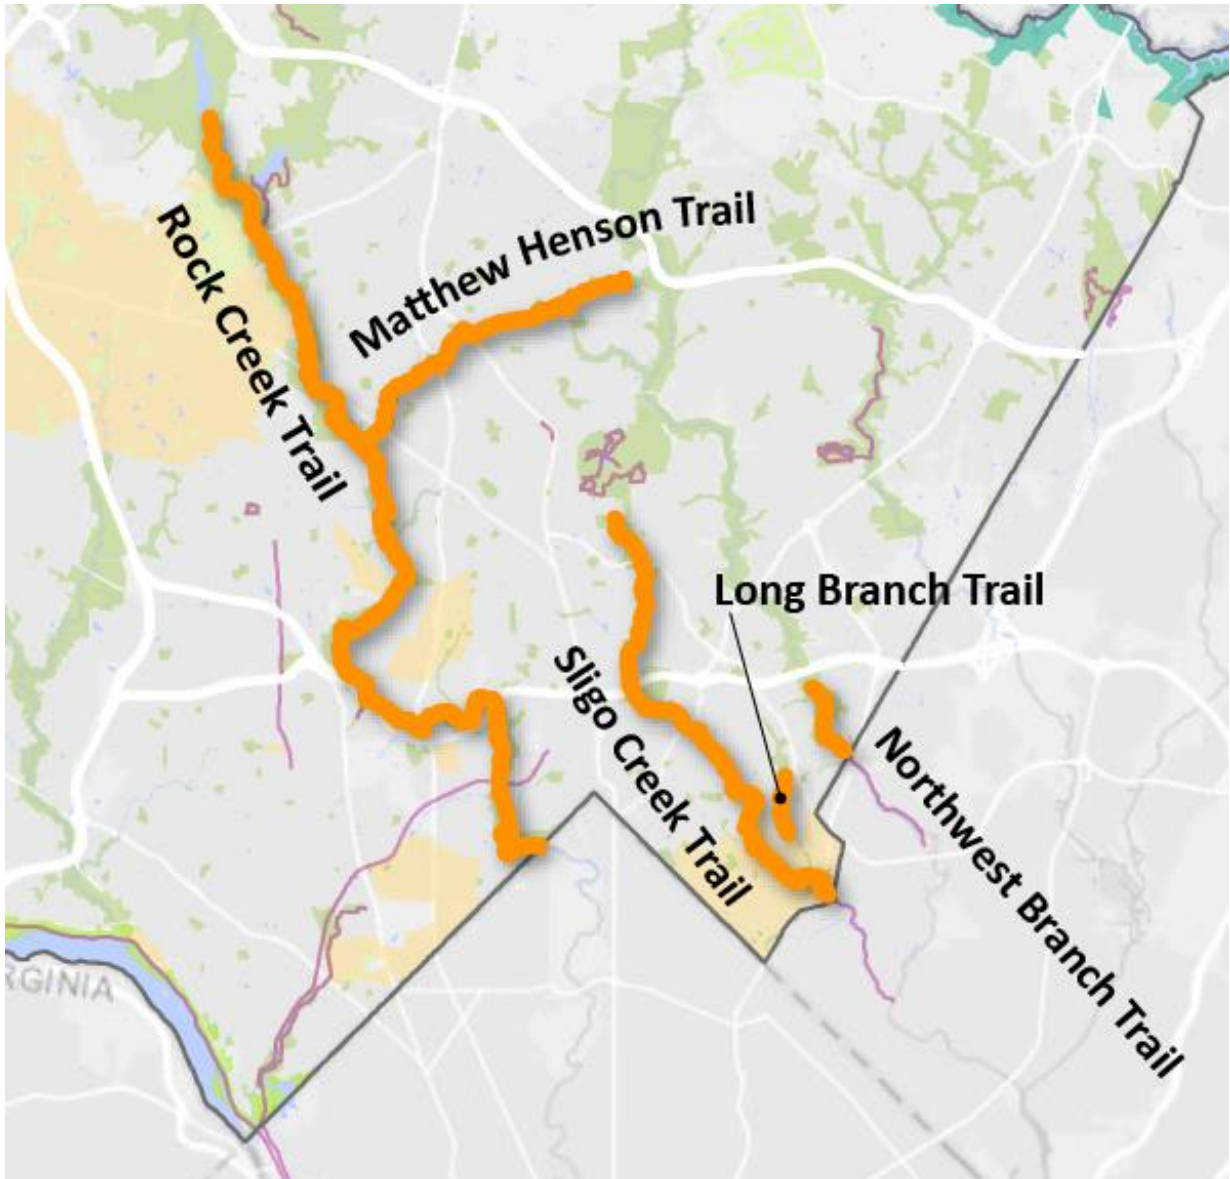 Matthew Henson Trail
Rock Creek Trail
Long Branch Trail
Sligo Creek Trail
Northwest Branch Trail
RGINIA